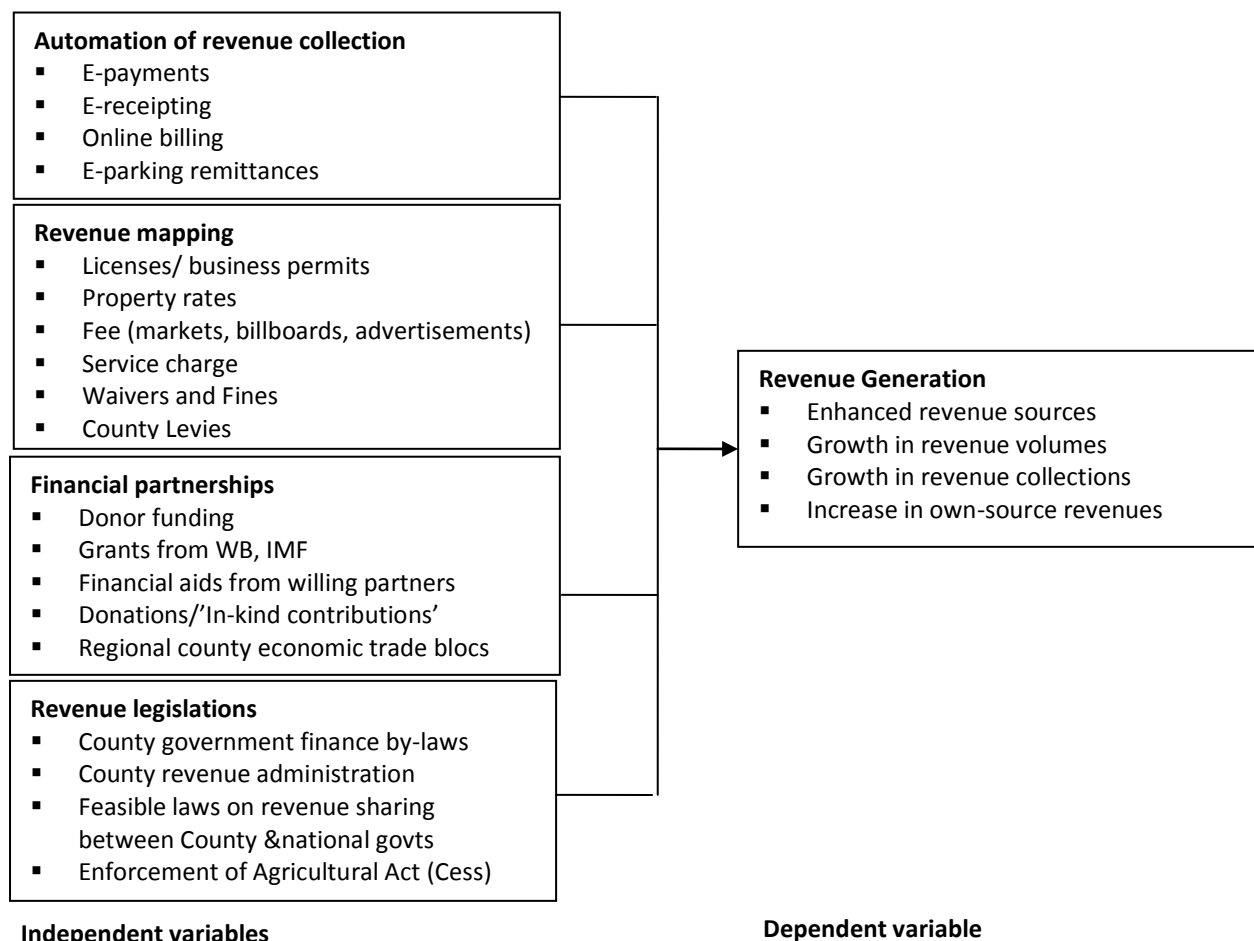 Automation of revenue collection
▪ E-payments
▪ E-receipting
▪ Online billing
▪ E-parking remittances
Revenue mapping
▪ Licenses/ business permits
▪ Property rates
▪ Fee (markets, billboards, advertisements)
▪ Service charge
▪ Waivers and Fines
▪ County Levies
Financial partnerships
▪ Donor funding
▪ Grants from WB, IMF
▪ Financial aids from willing partners
▪ Donations/’In-kind contributions’
▪ Regional county economic trade blocs
Revenue legislations
▪ County government finance by-laws
▪ County revenue administration
▪ Feasible laws on revenue sharing
between County &national govts
▪ Enforcement of Agricultural Act (Cess)
Independent variables
Revenue Generation
▪ Enhanced revenue sources
▪ Growth in revenue volumes
▪ Growth in revenue collections
▪ Increase in own-source revenues
Dependent variable